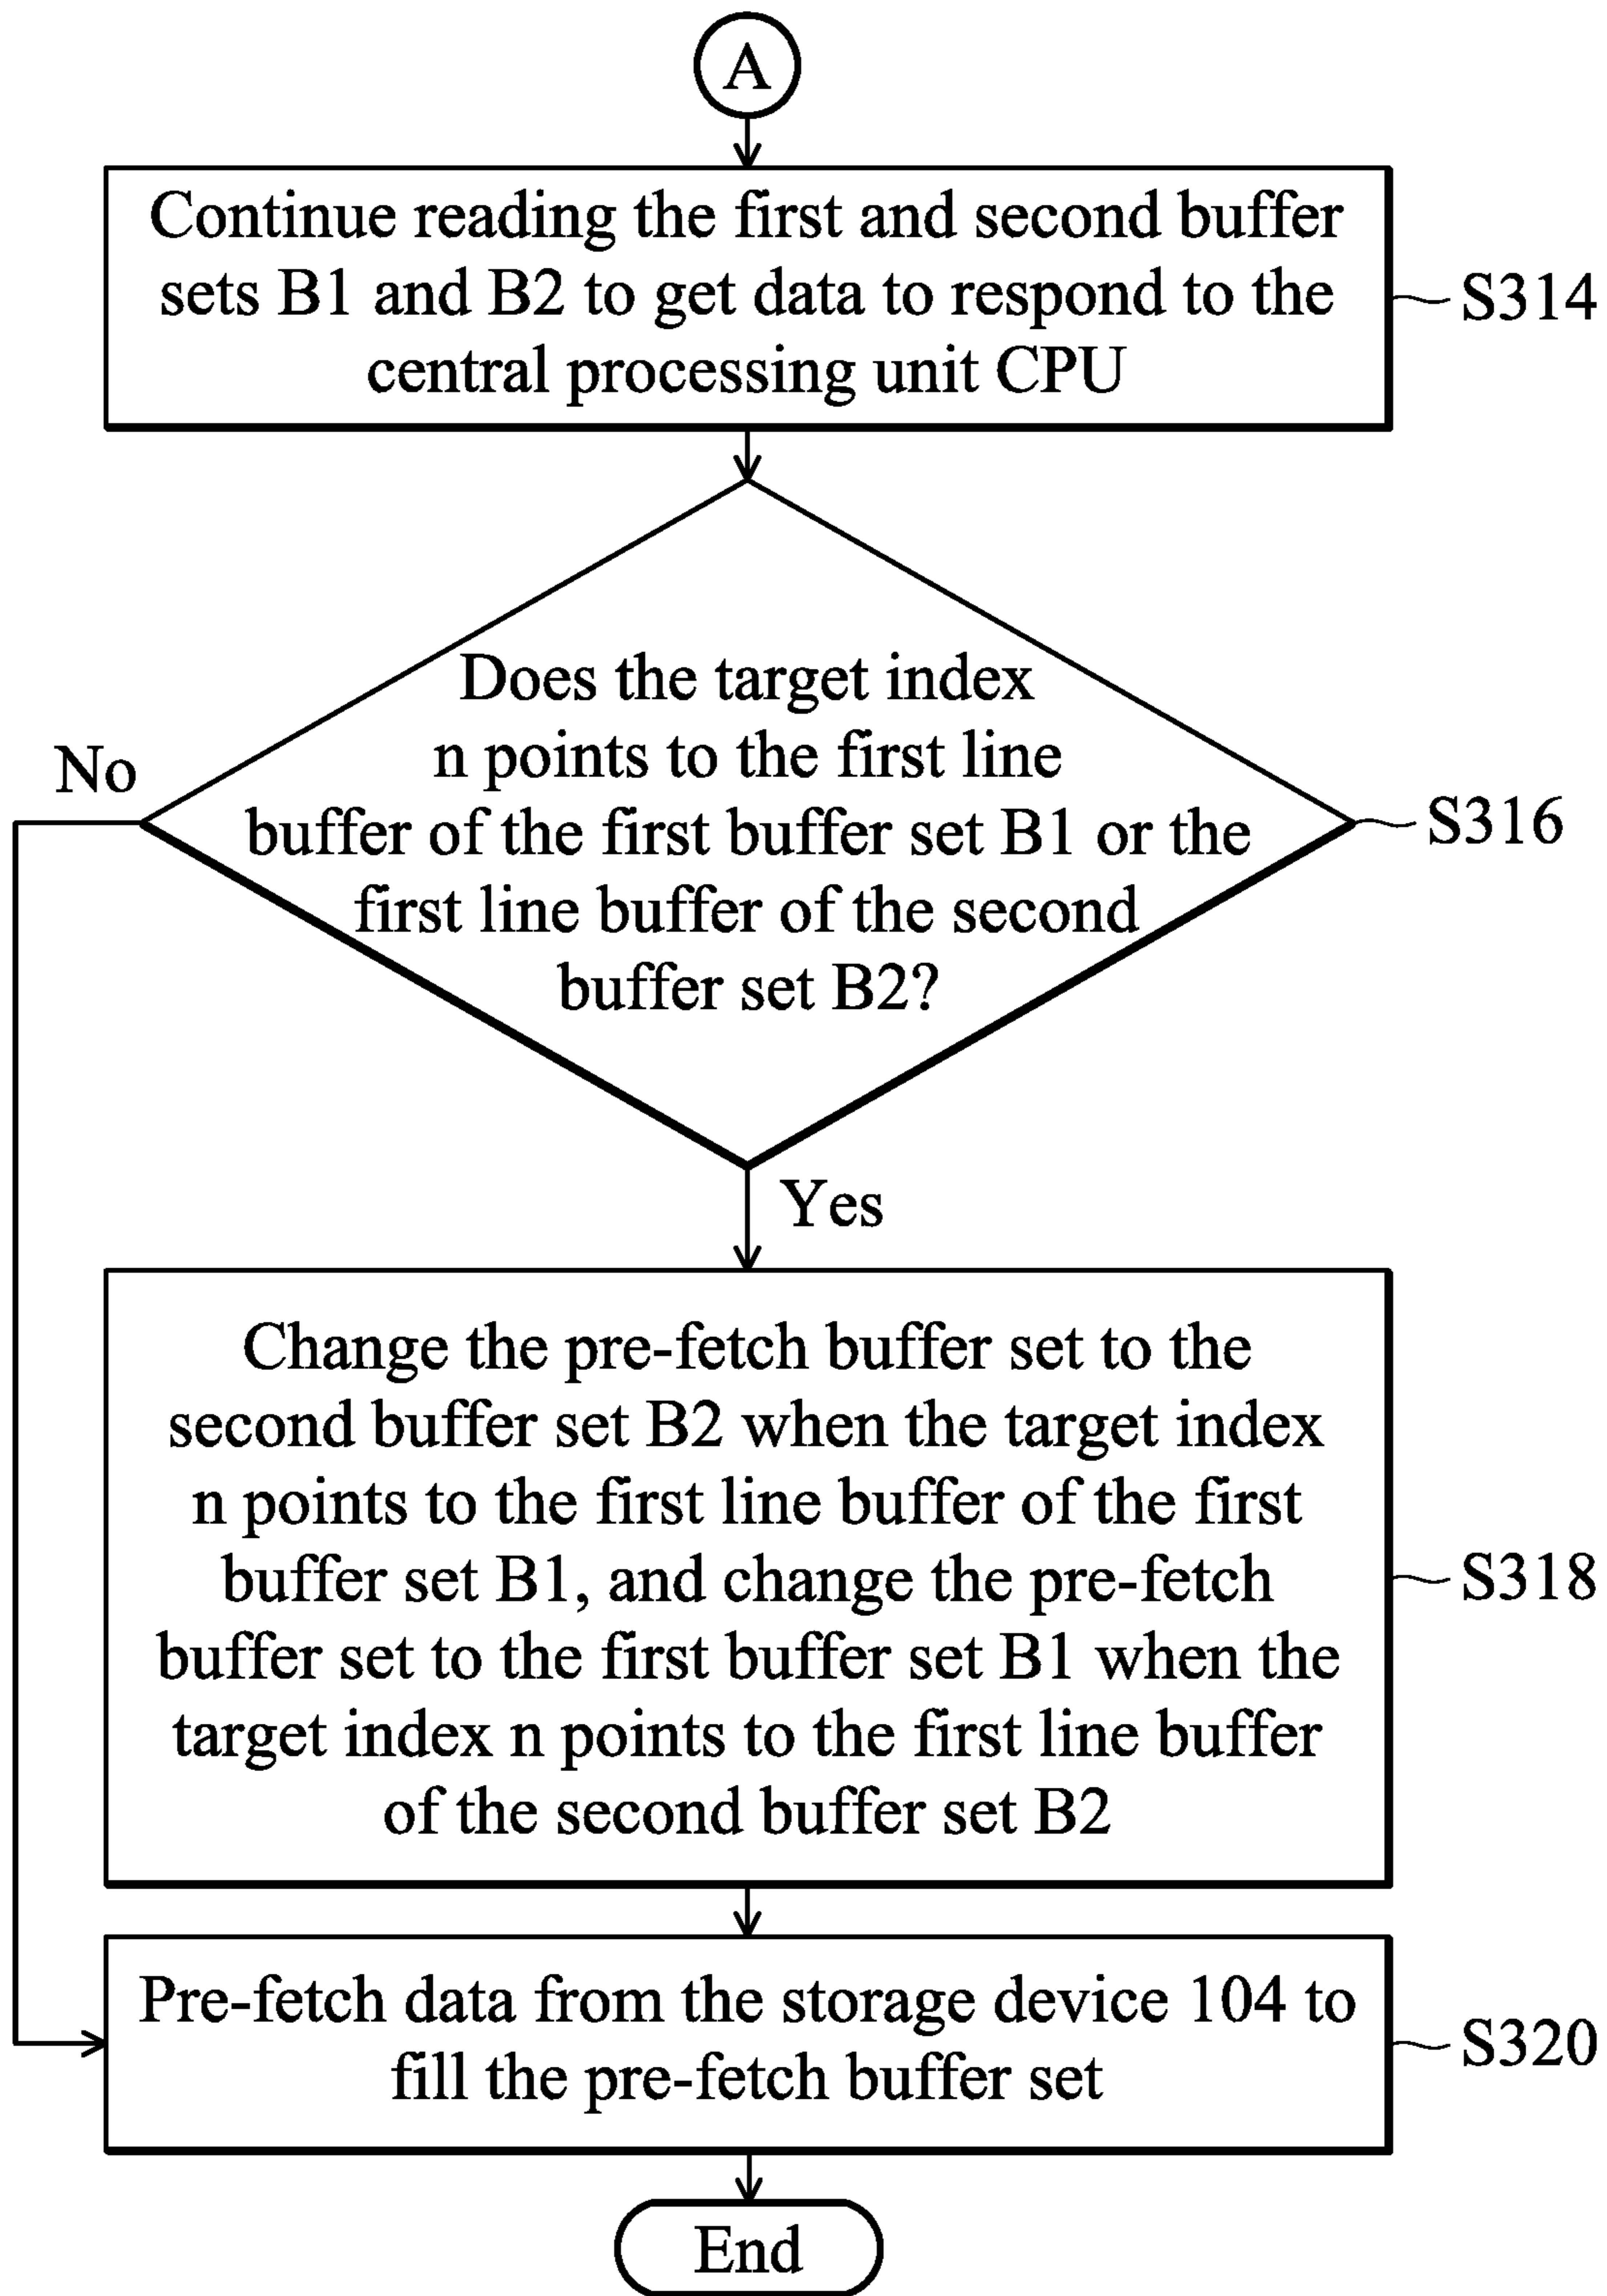 A
Continue reading the first and second buffer
sets B1 and B2 to get data to respond to the
central processing unit CPU
S314
Does the target index
n points to the first line
buffer of the first buffer set B1 or the
first line buffer of the second
buffer set B2?
No
S316
Yes
Change the pre-fetch buffer set to the
second buffer set B2 when the target index
n points to the first line buffer of the first
buffer set B1, and change the pre-fetch
buffer set to the first buffer set B1 when the
target index n points to the first line buffer
of the second buffer set B2
S318
Pre-fetch data from the storage device 104 to
fill the pre-fetch buffer set
S320
End